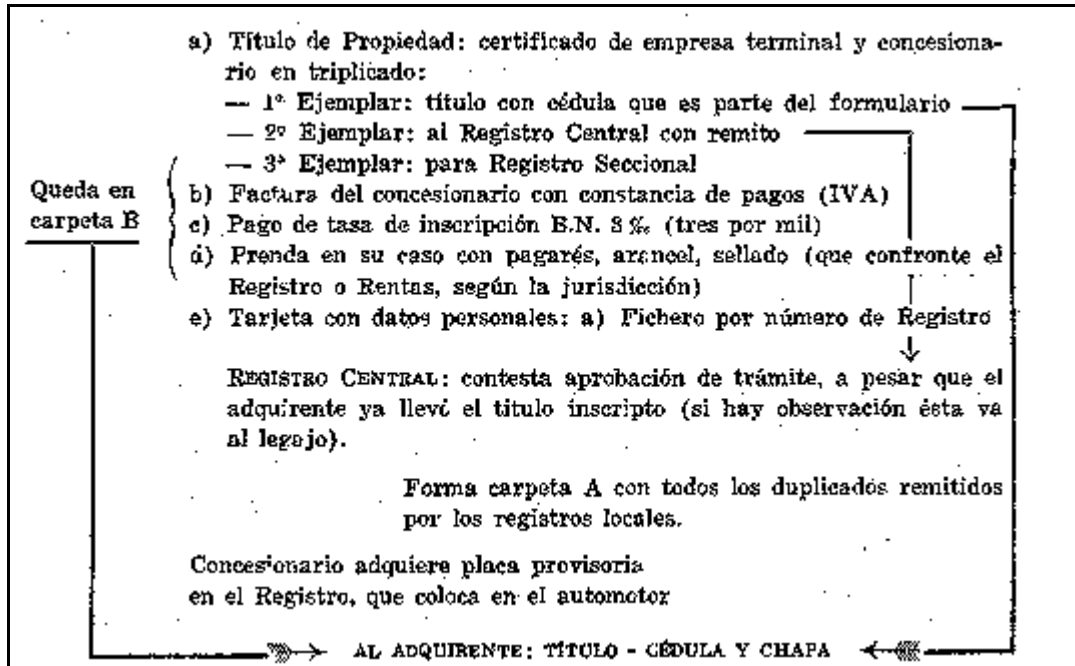 a) Título de Propiedad: certificado de empresa terminal y concesiona-
rio en triplicado:
— 1º Ejemplar: título con cédula que es parte del formulario
— 2º Ejemplar: al Registro Central con remito
— 3º Ejemplar: para Registro Seccional
Queda en
carpeta B
b) Factura del concesionario con constancia de pagos (IVA)
c) Pago de tasa de inscripción B.N. 3 ‰ (tres por mil)
d) Prenda en su caso con pagarés, arancel, sellado (que confronte el
Registro o Rentas, según la jurisdicción)
e) Tarjeta con datos personales: a) Fichero por número de Registro
REGISTRO CENTRAL: contesta aprobación de trámite, a pesar que el
adquirente ya llevó el titulo inscripto (si hay observación ésta va
al legajo).
Forma carpeta A con todos los duplicados remitidos
por los registros locales.
Concesionario adquiere placa provisoria
en el Registro, que coloca en el automotor
AL ADQUIRENTE: TÍTULO - CÉDULA Y CHAPA